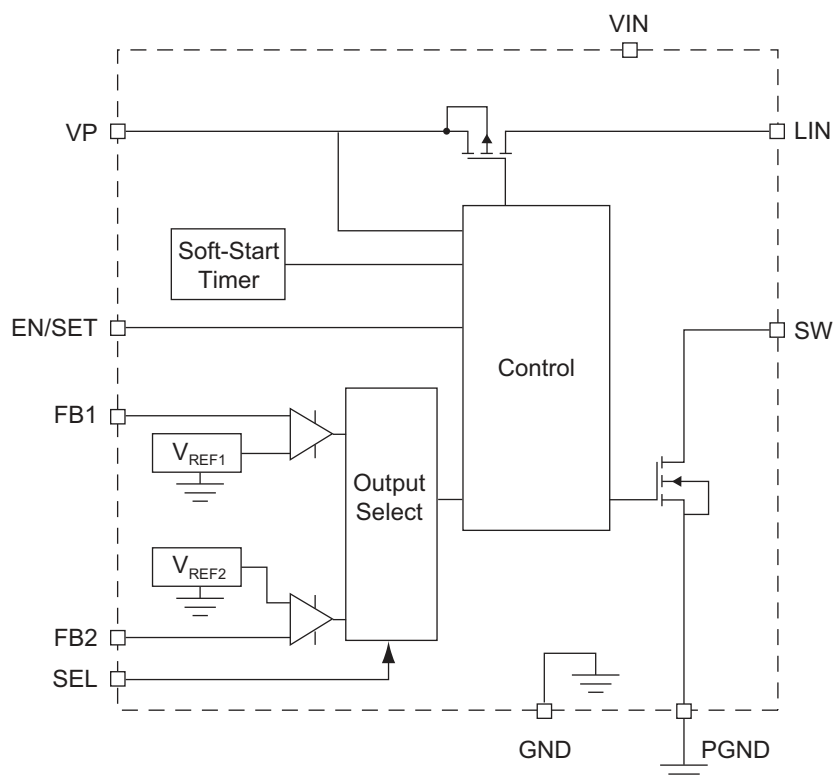 VIN
VP
LIN
Soft-Start
Timer
EN/SET
SW
Control
FB1
VREF1
Output
Select
VREF2
FB2
SEL
GND
PGND